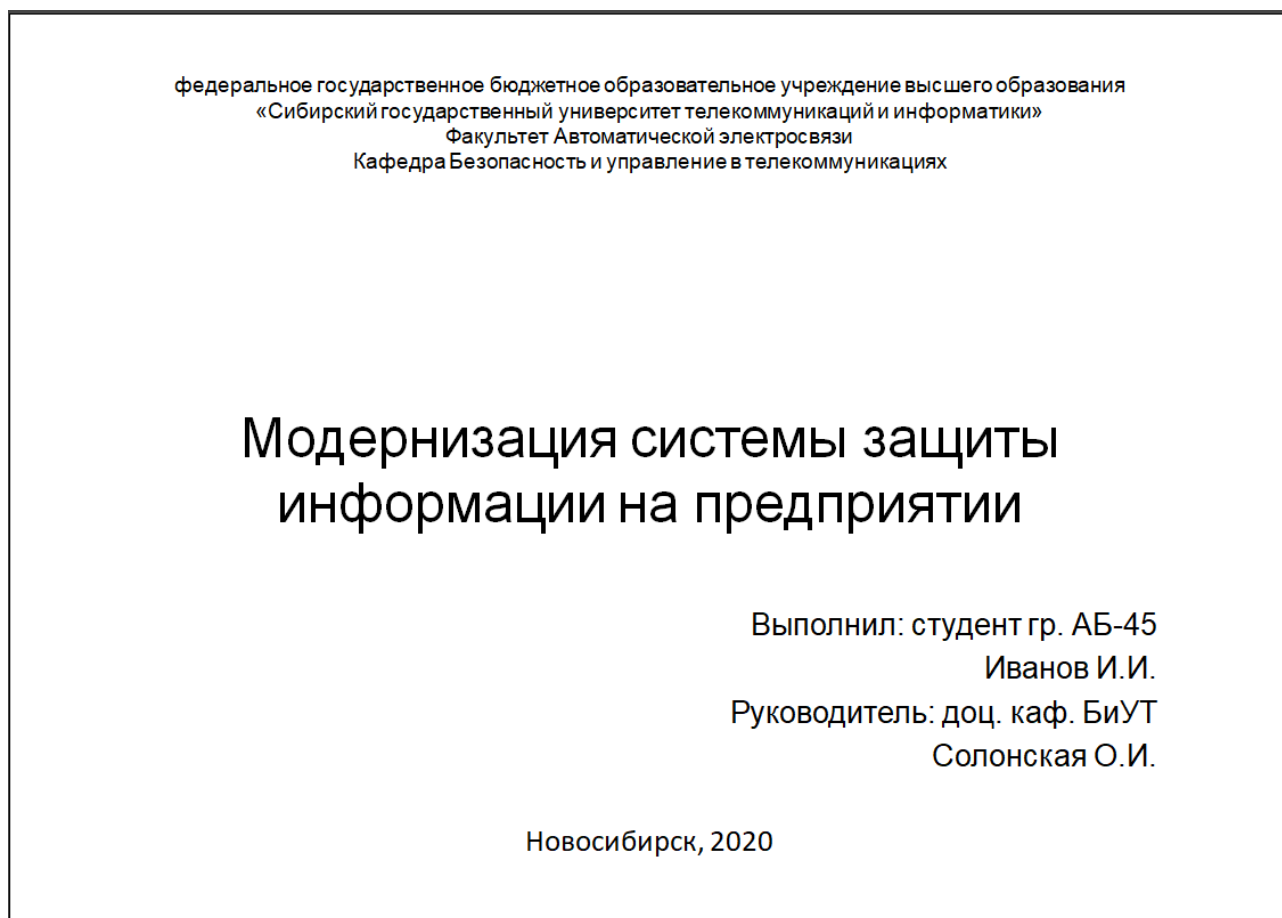 федеральное государственное бюджетное образовательное учреждение высшего образования
«Сибирский государственный университет телекоммуникаций и информатики»
Факультет Автоматической электросвязи
Кафедра Безопасность и управление в телекоммуникациях
Модернизация системы защиты
информации на предприятии
Выполнил: студент гр. АБ-45
Иванов И.И.
Руководитель: доц. каф. БиУТ
Солонская О.И.
Новосибирск, 2020